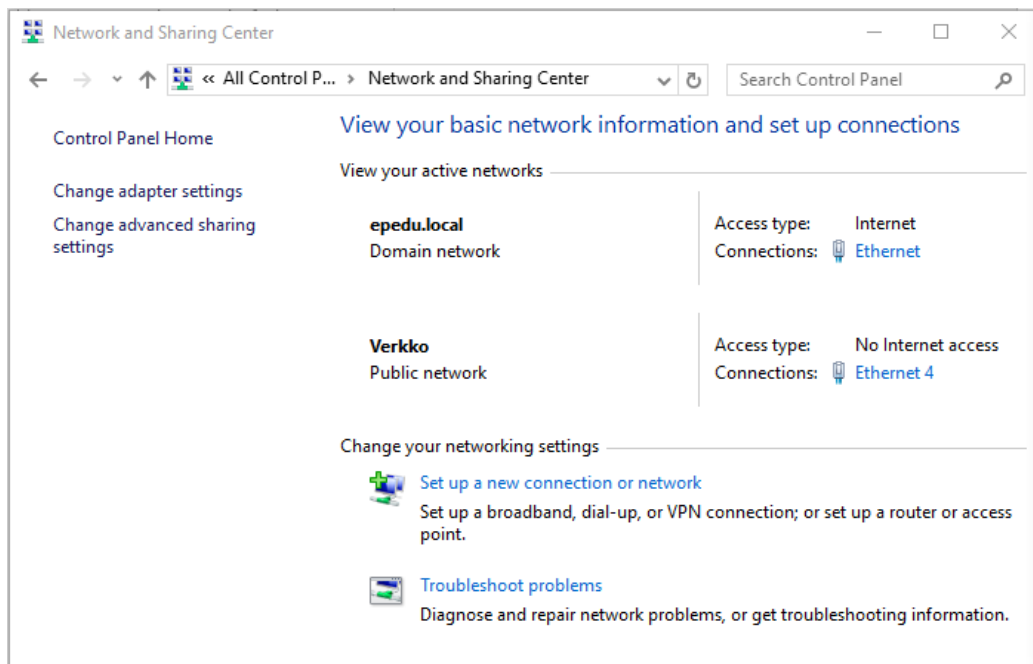 Network and Sharing Center
« All Control P... › Network and Sharing Center
Search Control Panel
Control Panel Home
Change adapter settings
Change advanced sharing
settings
View your basic network information and set up connections
View your active networks
epedu.local
Domain network
Access type: Internet
Connections: Ethernet
Verkko
Public network
Access type: No Internet access
Connections: Ethernet 4
Change your networking settings
Set up a new connection or network
Set up a broadband, dial-up, or VPN connection; or set up a router or access
point.
Troubleshoot problems
Diagnose and repair network problems, or get troubleshooting information.